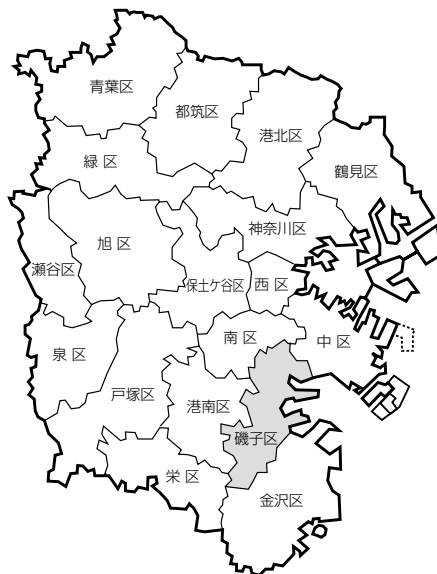 青葉区
都筑区
港北区
緑 区
鶴見区
神奈川区
旭 区
瀬谷区
保土ケ谷区
西 区
南 区
中 区
泉 区
戸塚区
港南区
磯子区
栄 区
金沢区